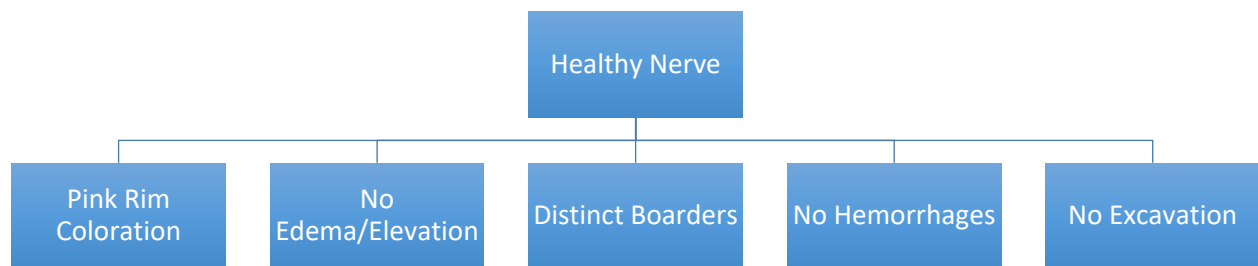 Healthy Nerve
Pink Rim
Coloration
No
Edema/Elevation
Distinct Boarders
No Hemorrhages
No Excavation